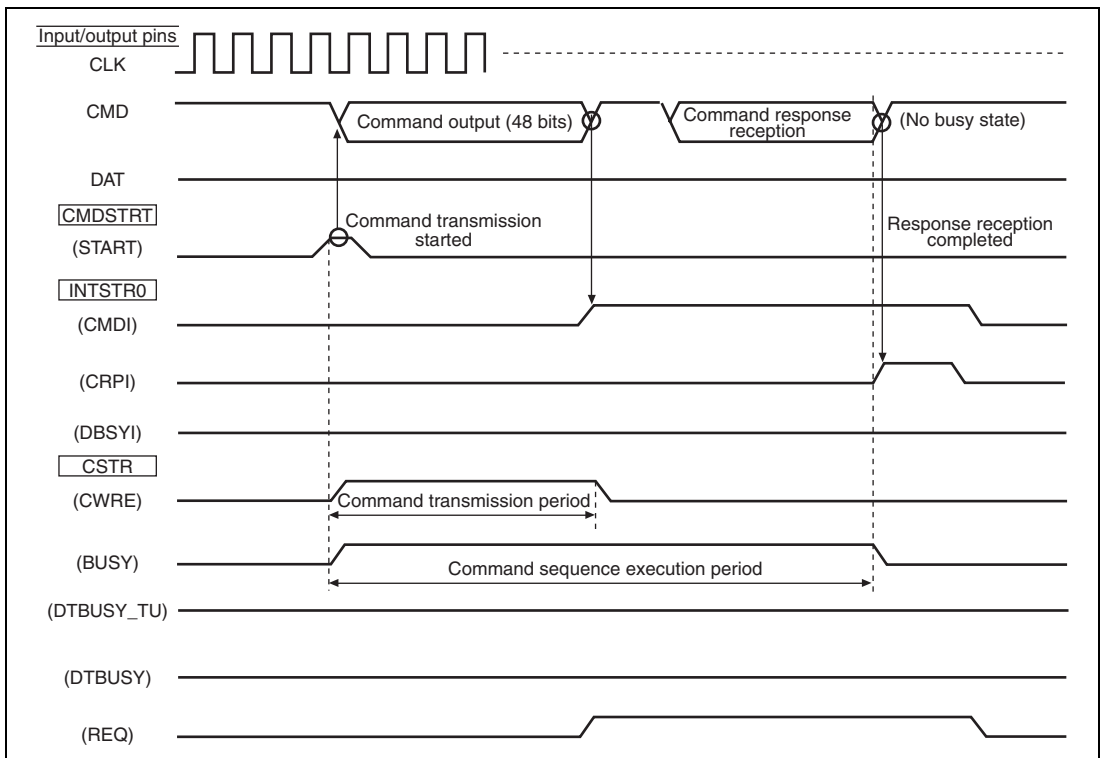 Input/output pins
CLK
CMD
Command output (48 bits)
Command response
reception
(No busy state)
DAT
CMDSTRT
(START)
Command transmission
started
Response reception
completed
INTSTR0
(CMDI)
(CRPI)
(DBSYI)
CSTR
(CWRE)
Command transmission period
(BUSY)
Command sequence execution period
(DTBUSY_TU)
(DTBUSY)
(REQ)